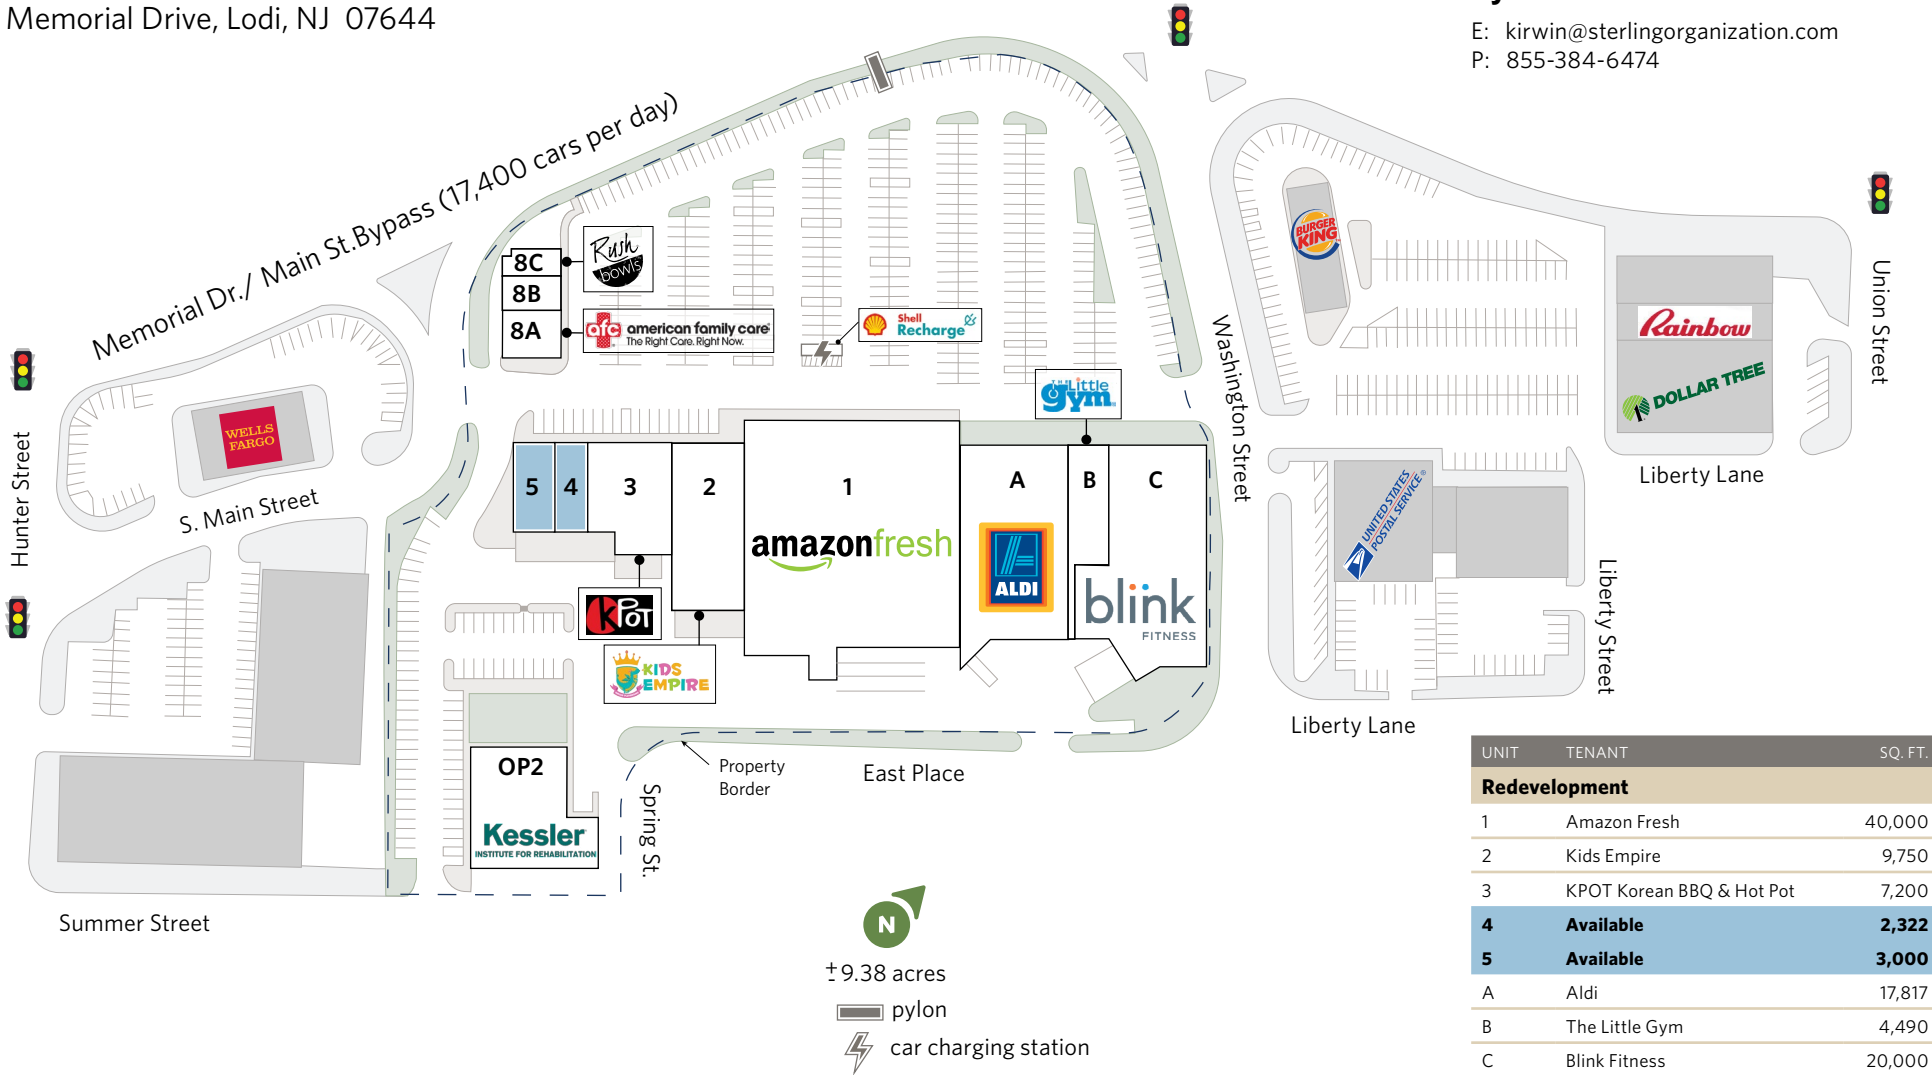 Memorial Drive, Lodi, NJ 07644
E: kirwin@sterlingorganization.com
P: 855-384-6474
Memorial Dr./ Main St.Bypass (17,400 cars per day)
8C
8B
8A
Rush
bowls
afc american family care
The Right Care. Right Now.
Shell
Recharge
THE Little
gym
BURGER
KING
Rainbow
DOLLAR TREE
Union Street
Washington Street
Liberty Lane
UNITED STATES
POSTAL SERVICE®
Liberty Street
Liberty Lane
Hunter Street
WELLS
FARGO
S. Main Street
5
4
3
2
1
A
B
C
amazonfresh
ALDI
blink
FITNESS
KPOT
KIDS
EMPIRE
OP2
Kessler
INSTITUTE FOR REHABILITATION
Spring St.
Property
Border
East Place
Summer Street
N
±9.38 acres
pylon
car charging station
UNIT TENANT SQ. FT.
Redevelopment
1 Amazon Fresh 40,000
2 Kids Empire 9,750
3 KPOT Korean BBQ & Hot Pot 7,200
4 Available 2,322
5 Available 3,000
A Aldi 17,817
B The Little Gym 4,490
C Blink Fitness 20,000